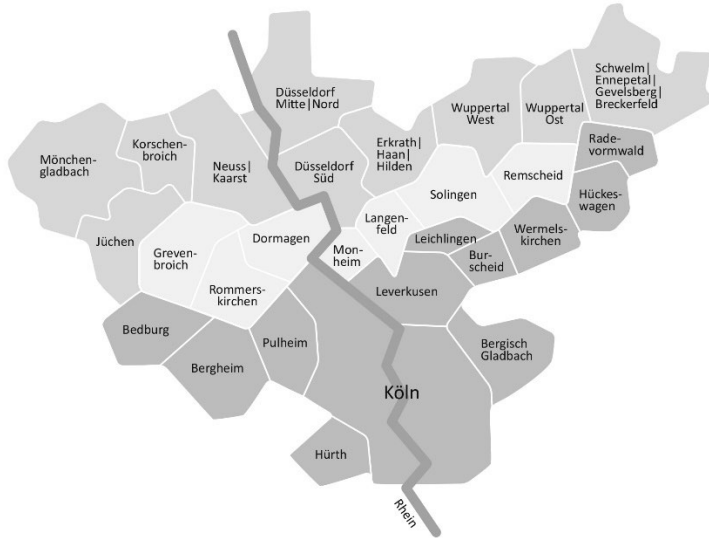 Düsseldorf
Mitte|Nord
Schwelm|
Ennepetal|
Gevelsberg|
Breckerfeld
Wuppertal
West
Wuppertal
Ost
Rade-
vormwald
Korschen-
broich
Mönchen-
gladbach
Neuss|
Kaarst
Düsseldorf
Süd
Erkrath|
Haan|
Hilden
Solingen
Remscheid
Hückes-
wagen
Jüchen
Greven-
broich
Dormagen
Mon-
heim
Langen-
feld
Leichlingen
Bur-
scheid
Wermels-
kirchen
Rommers-
kirchen
Leverkusen
Bedburg
Bergheim
Pulheim
Bergisch
Gladbach
Köln
Hürth
Rhein